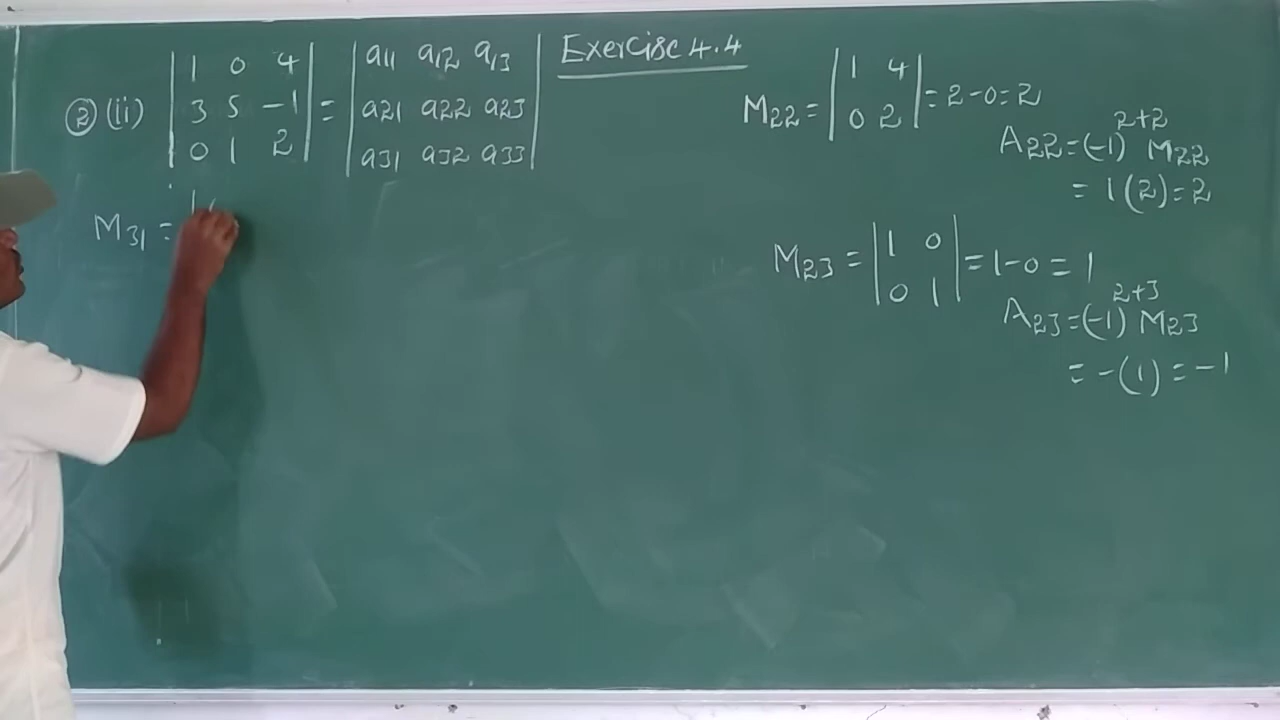 Exercise 4.4
② (ii) | 1 0 4 | = | a11 a12 a13 |
| 3 5 -1 | | a21 a22 a23 |
| 0 1 2 | | a31 a32 a33 |
M31 =
M22 = | 1 4 | = 2-0=2
| 0 2 |
A22=(-1)^2+2 M22
= 1(2)=2
M23 = | 1 0 | = 1-0 = 1
| 0 1 |
A23=(-1)^2+3 M23
= -(1) = -1